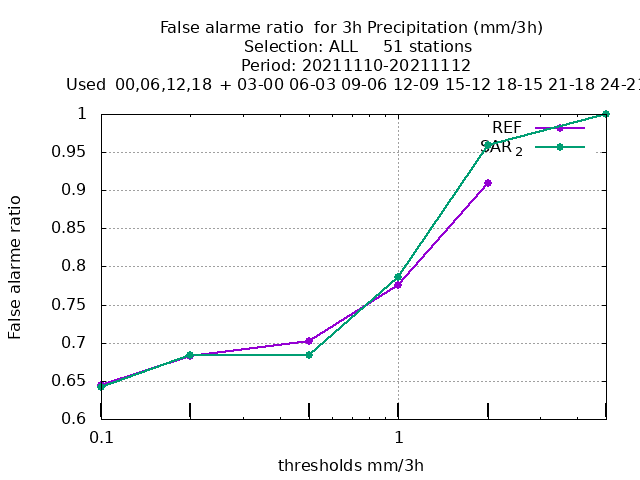 False alarme ratio  for 3h Precipitation (mm/3h)
Selection: ALL     51 stations
Period: 20211110-20211112
Used  00,06,12,18  + 03-00 06-03 09-06 12-09  15-12  18-15  21-18  24-21
1
0.95
0.9
0.85
0.8
0.75
0.7
0.65
0.6
False alarme ratio
REF
SAR 2
0.1
1
thresholds mm/3h